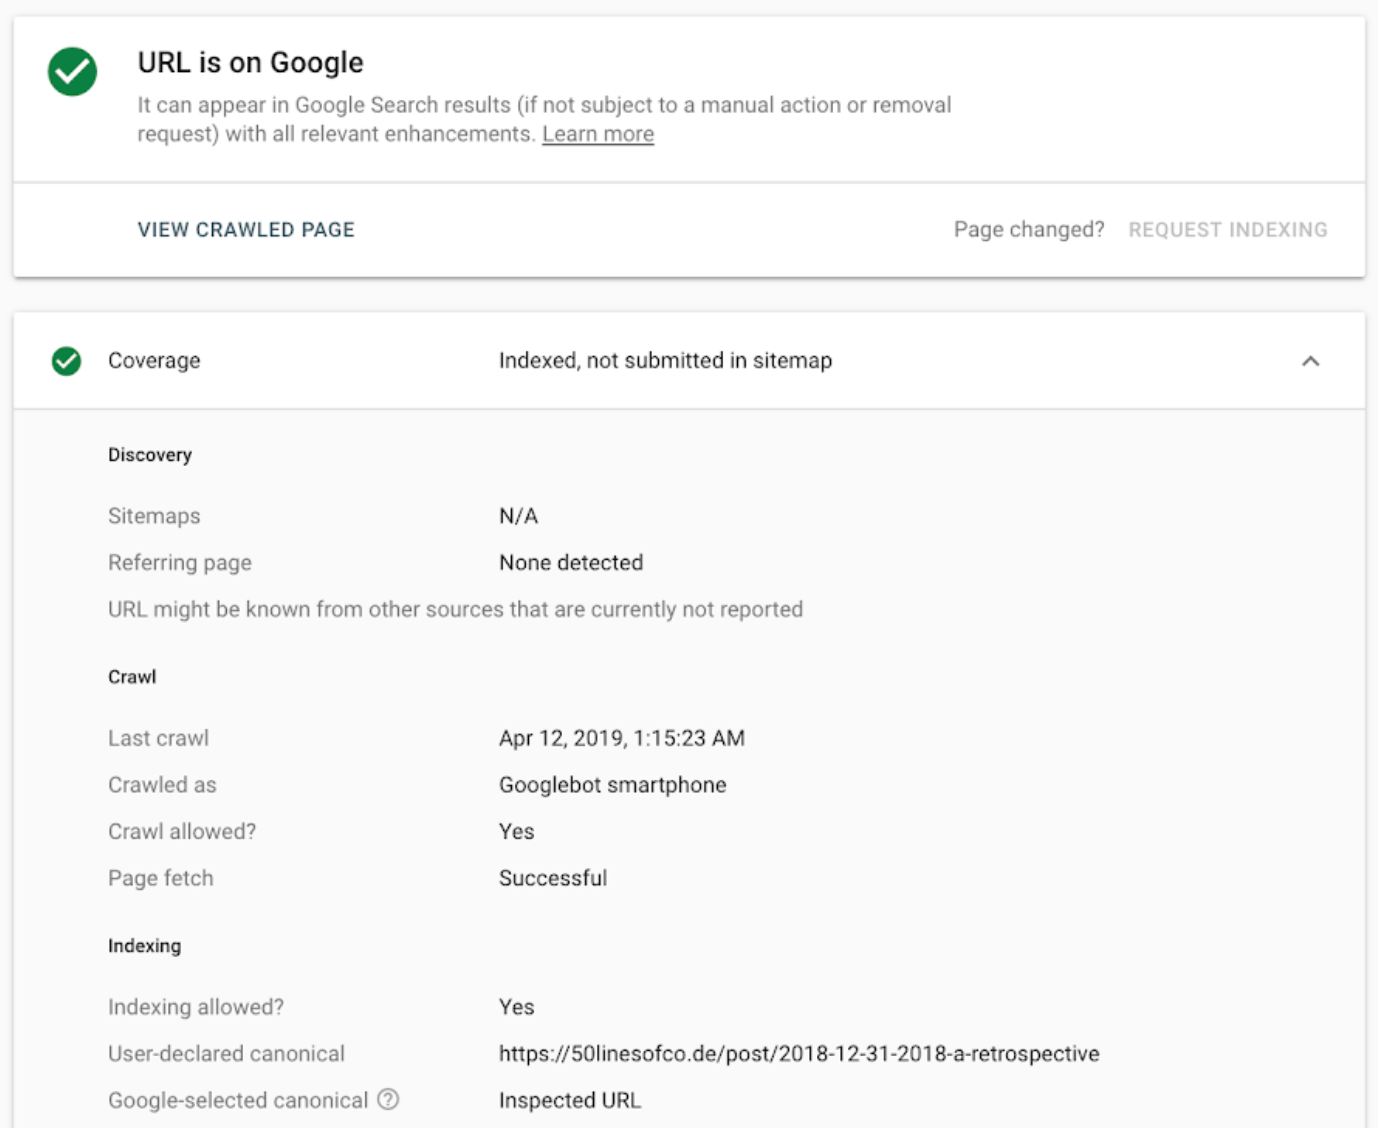 URL is on Google
It can appear in Google Search results (if not subject to a manual action or removal
request) with all relevant enhancements. Learn more
VIEW CRAWLED PAGE Page changed? REQUEST INDEXING
Coverage Indexed, not submitted in sitemap
Discovery
Sitemaps N/A
Referring page None detected
URL might be known from other sources that are currently not reported
Crawl
Last crawl Apr 12, 2019, 1:15:23 AM
Crawled as Googlebot smartphone
Crawl allowed? Yes
Page fetch Successful
Indexing
Indexing allowed? Yes
User-declared canonical https://50linesofco.de/post/2018-12-31-2018-a-retrospective
Google-selected canonical ? Inspected URL